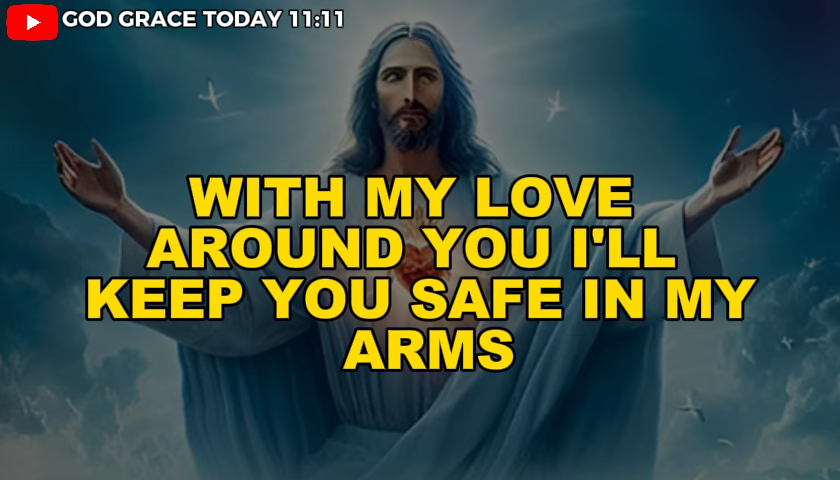 GOD GRACE TODAY 11:11
WITH MY LOVE
AROUND YOU I'LL
KEEP YOU SAFE IN MY
ARMS